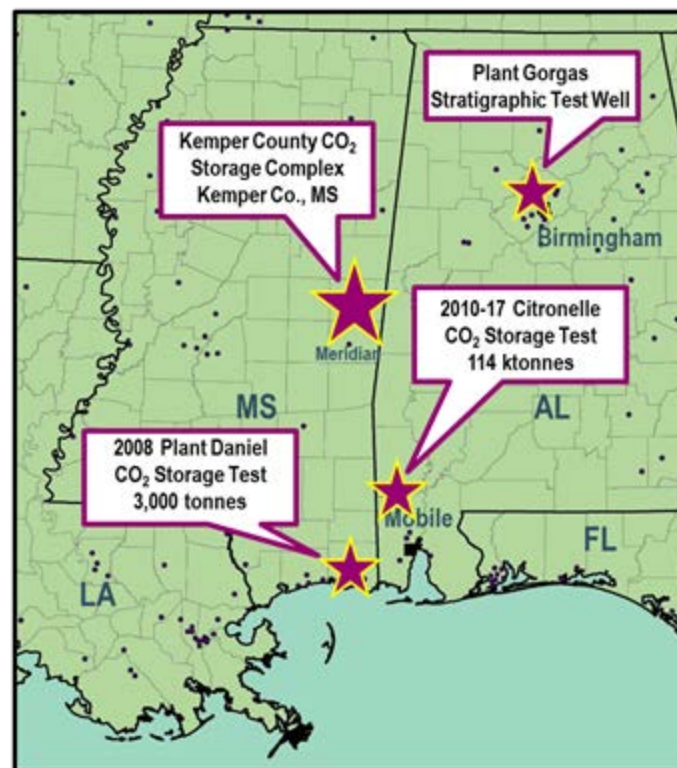 Plant Gorgas
Stratigraphic Test Well
Kemper County CO₂
Storage Complex
Kemper Co., MS
Birmingham
2010-17 Citronelle
CO₂ Storage Test
114 ktonnes
Meridian
MS
AL
2008 Plant Daniel
CO₂ Storage Test
3,000 tonnes
Mobile
FL
LA